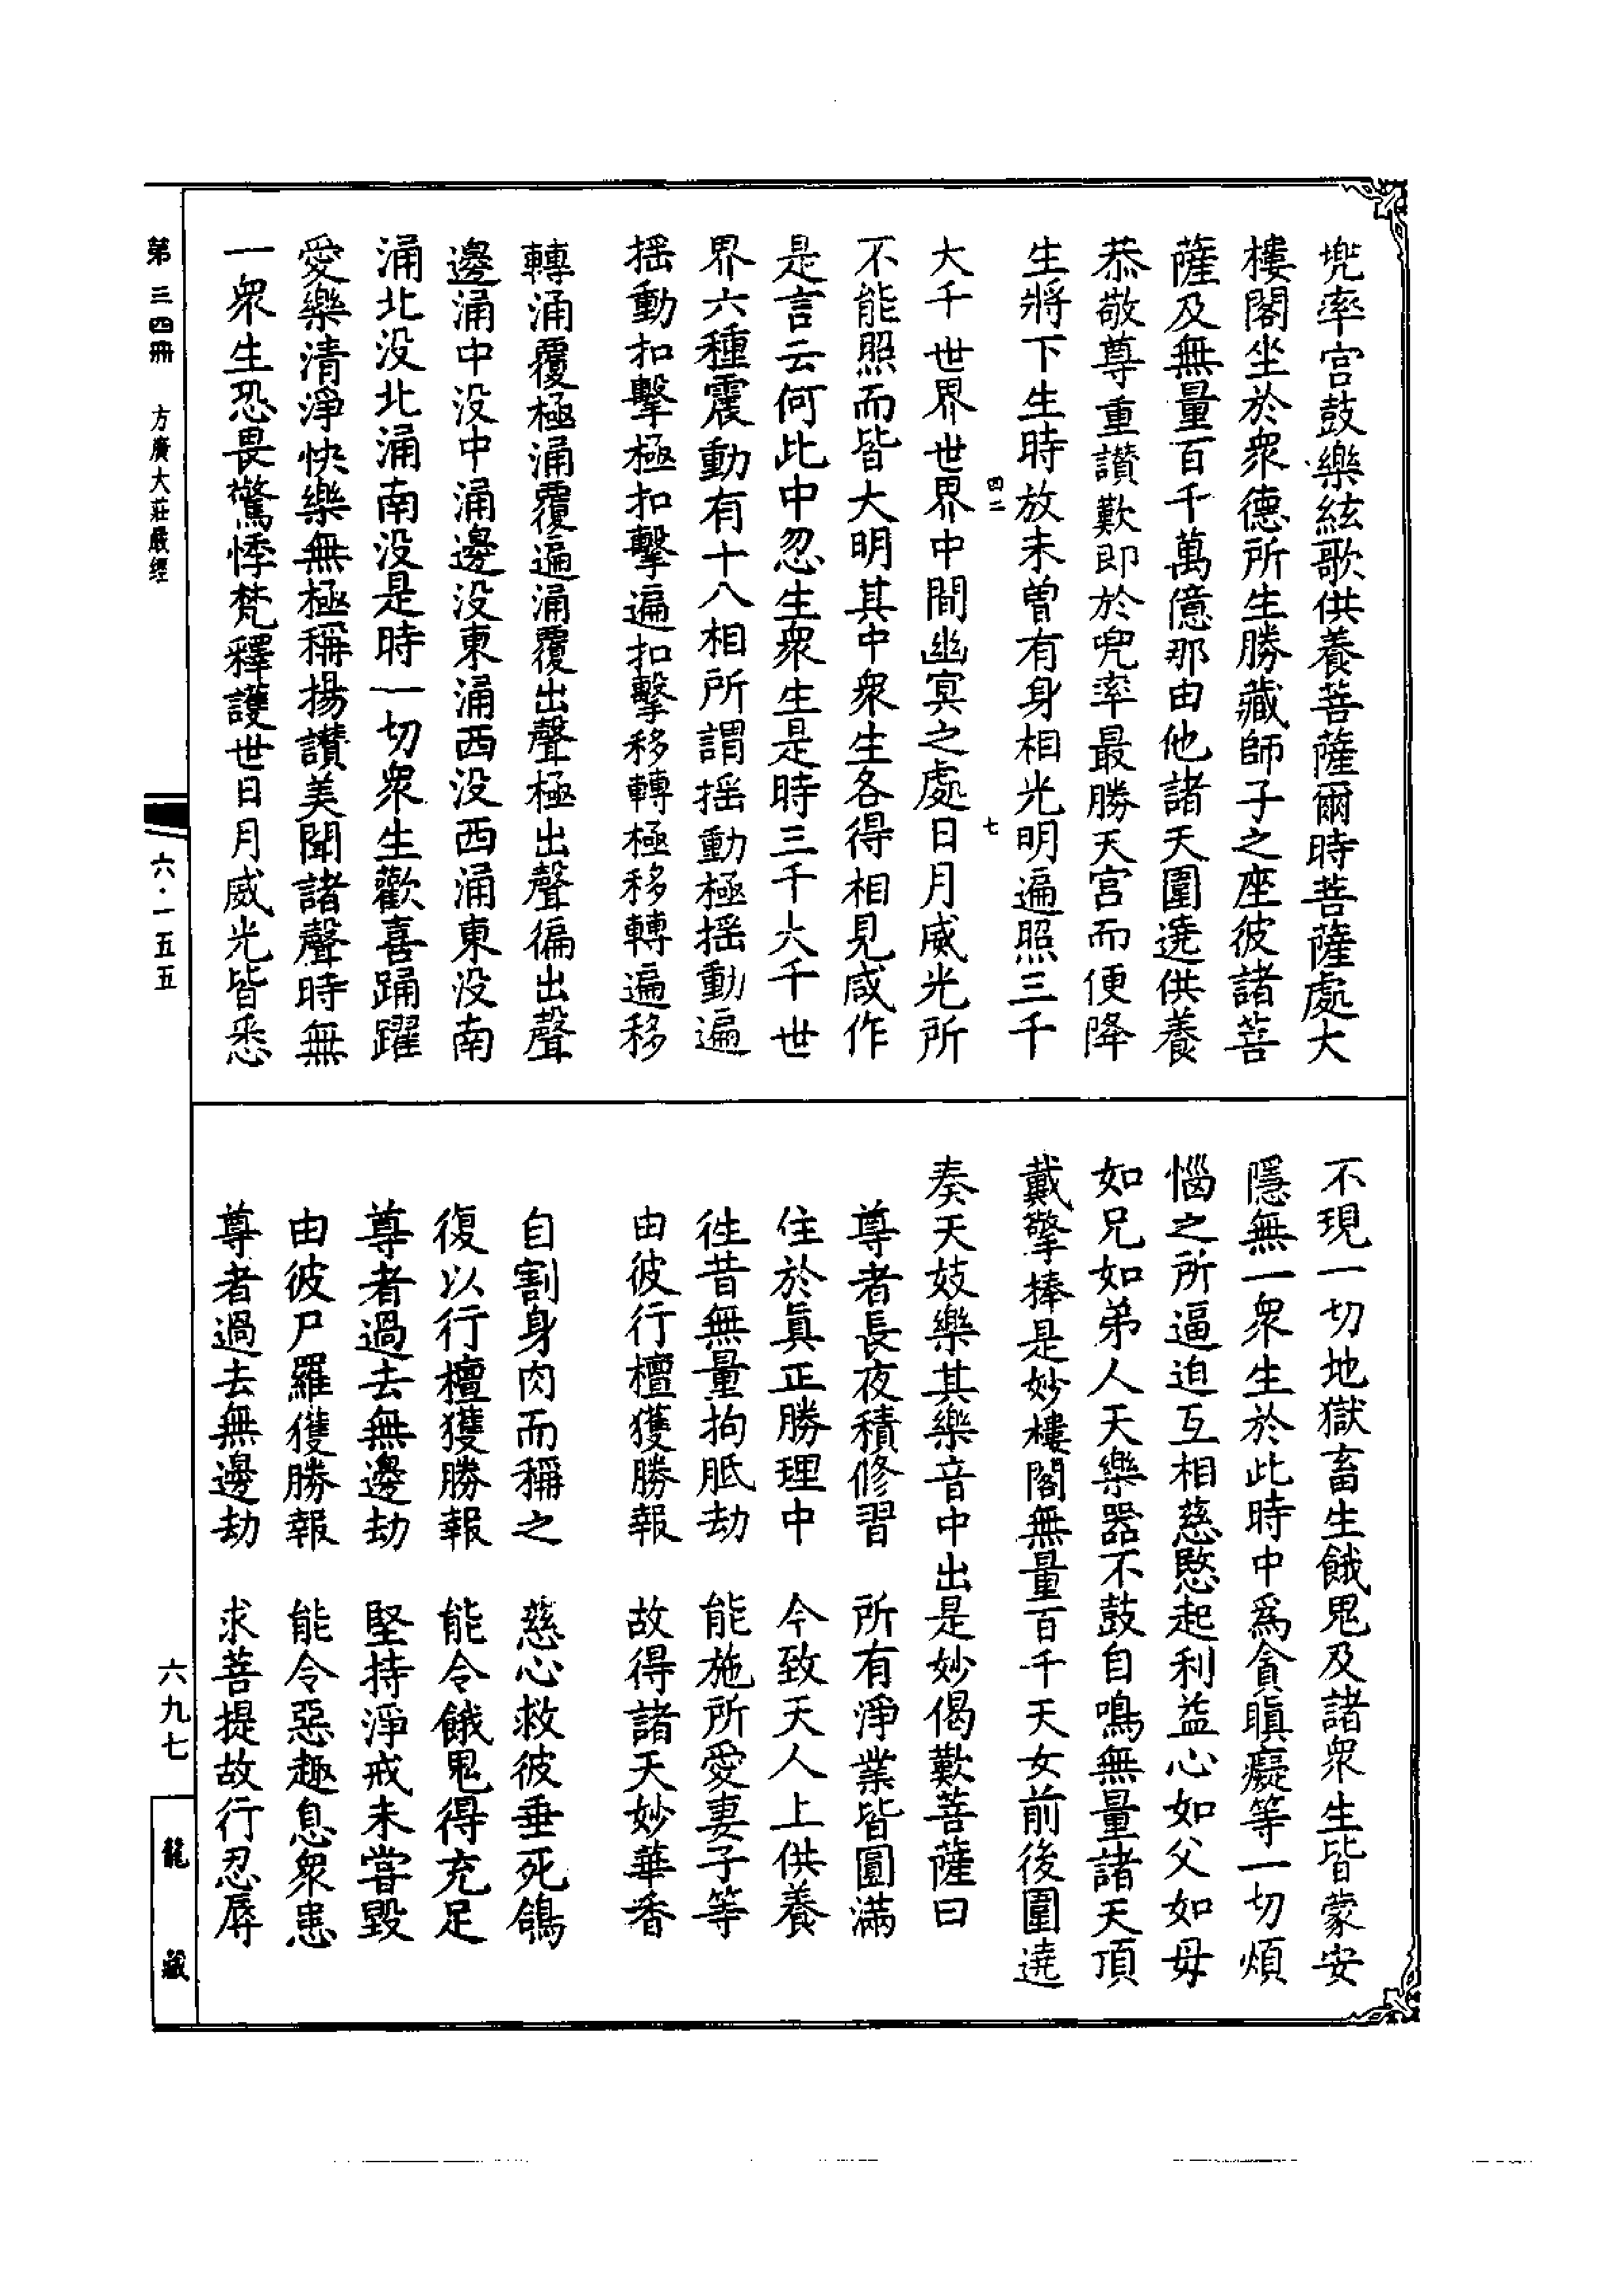 兜率宮鼓樂絃歌供養菩薩爾時菩薩處大
樓閣坐於衆德所生勝藏師子之座彼諸菩
薩及無量百千萬億那由他諸天圍遶供養
恭敬尊重讃歎即於兜率最勝天宮而便降
生將下生時放未曾有身相光明遍照三千
四二 七
大千世界世界中間幽冥之處日月威光所
不能照而皆大明其中衆生各得相見咸作
是言云何此中忽生衆生是時三千大千世
界六種震動有十八相所謂揺動極揺動遍
揺動扣擊極扣擊遍扣擊移轉極移轉遍移
轉涌覆極涌覆遍涌覆出聲極出聲徧出聲
邊涌中没中涌邊没東涌西没西涌東没南
涌北没北涌南没是時一切衆生歡喜踊躍
愛樂清淨快樂無極稱揚讃美聞諸聲時無
一衆生恐畏驚悸梵釋護世日月威光皆悉
不現一切地獄畜生餓鬼及諸衆生皆蒙安
隱無一衆生於此時中爲貪瞋癡等一切煩
惱之所逼迫互相慈愍起利益心如父如母
如兄如弟人天樂器不鼓自鳴無量諸天頂
戴擎捧是妙樓閣無量百千天女前後圍遶
奏天妓樂其樂音中出是妙偈歎菩薩曰
尊者長夜積修習 所有淨業皆圓滿
住於眞正勝理中 今致天人上供養
徃昔無量拘胝劫 能施所愛妻子等
由彼行檀獲勝報 故得諸天妙華香
自割身肉而稱之 慈心救彼垂死鴿
復以行檀獲勝報 能令餓鬼得充足
尊者過去無邊劫 堅持淨戒未甞毀
由彼尸羅獲勝報 能令惡趣息衆患
尊者過去無邊劫 求菩提故行忍辱
第三四冊 方廣大莊嚴經
六·一五五
六九七
龍藏